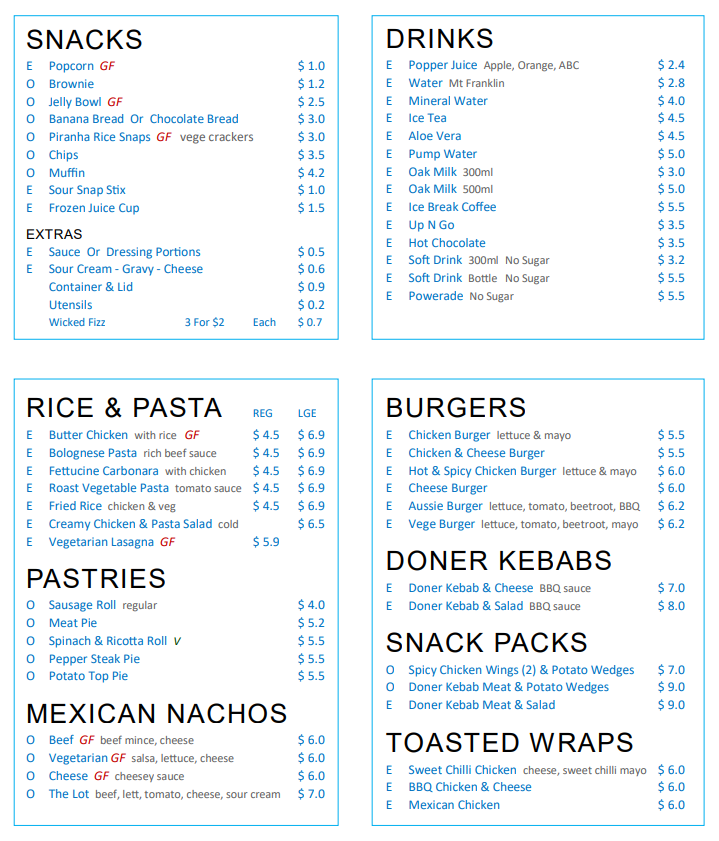 SNACKS
E Popcorn GF $ 1.0
O Brownie $ 1.2
O Jelly Bowl GF $ 2.5
O Banana Bread Or Chocolate Bread $ 3.0
O Piranha Rice Snaps GF vege crackers $ 3.0
O Chips $ 3.5
O Muffin $ 4.2
E Sour Snap Stix $ 1.0
E Frozen Juice Cup $ 1.5
EXTRAS
E Sauce Or Dressing Portions $ 0.5
E Sour Cream - Gravy - Cheese $ 0.6
Container & Lid $ 0.9
Utensils $ 0.2
Wicked Fizz 3 For $2 Each $ 0.7
DRINKS
E Popper Juice Apple, Orange, ABC $ 2.4
E Water Mt Franklin $ 2.8
E Mineral Water $ 4.0
E Ice Tea $ 4.5
E Aloe Vera $ 4.5
E Pump Water $ 5.0
E Oak Milk 300ml $ 3.0
E Oak Milk 500ml $ 5.0
E Ice Break Coffee $ 5.5
E Up N Go $ 3.5
E Hot Chocolate $ 3.5
E Soft Drink 300ml No Sugar $ 3.2
E Soft Drink Bottle No Sugar $ 5.5
E Powerade No Sugar $ 5.5
RICE & PASTA REG LGE
E Butter Chicken with rice GF $ 4.5 $ 6.9
E Bolognese Pasta rich beef sauce $ 4.5 $ 6.9
E Fettucine Carbonara with chicken $ 4.5 $ 6.9
E Roast Vegetable Pasta tomato sauce $ 4.5 $ 6.9
E Fried Rice chicken & veg $ 4.5 $ 6.9
E Creamy Chicken & Pasta Salad cold $ 6.5
E Vegetarian Lasagna GF $ 5.9
PASTRIES
O Sausage Roll regular $ 4.0
O Meat Pie $ 5.2
O Spinach & Ricotta Roll V $ 5.5
O Pepper Steak Pie $ 5.5
O Potato Top Pie $ 5.5
MEXICAN NACHOS
O Beef GF beef mince, cheese $ 6.0
O Vegetarian GF salsa, lettuce, cheese $ 6.0
O Cheese GF cheesey sauce $ 6.0
O The Lot beef, lett, tomato, cheese, sour cream $ 7.0
BURGERS
E Chicken Burger lettuce & mayo $ 5.5
E Chicken & Cheese Burger $ 5.5
E Hot & Spicy Chicken Burger lettuce & mayo $ 6.0
E Cheese Burger $ 6.0
E Aussie Burger lettuce, tomato, beetroot, BBQ $ 6.2
E Vege Burger lettuce, tomato, beetroot, mayo $ 6.2
DONER KEBABS
E Doner Kebab & Cheese BBQ sauce $ 7.0
E Doner Kebab & Salad BBQ sauce $ 8.0
SNACK PACKS
O Spicy Chicken Wings (2) & Potato Wedges $ 7.0
O Doner Kebab Meat & Potato Wedges $ 9.0
E Doner Kebab Meat & Salad $ 9.0
TOASTED WRAPS
E Sweet Chilli Chicken cheese, sweet chilli mayo $ 6.0
E BBQ Chicken & Cheese $ 6.0
E Mexican Chicken $ 6.0